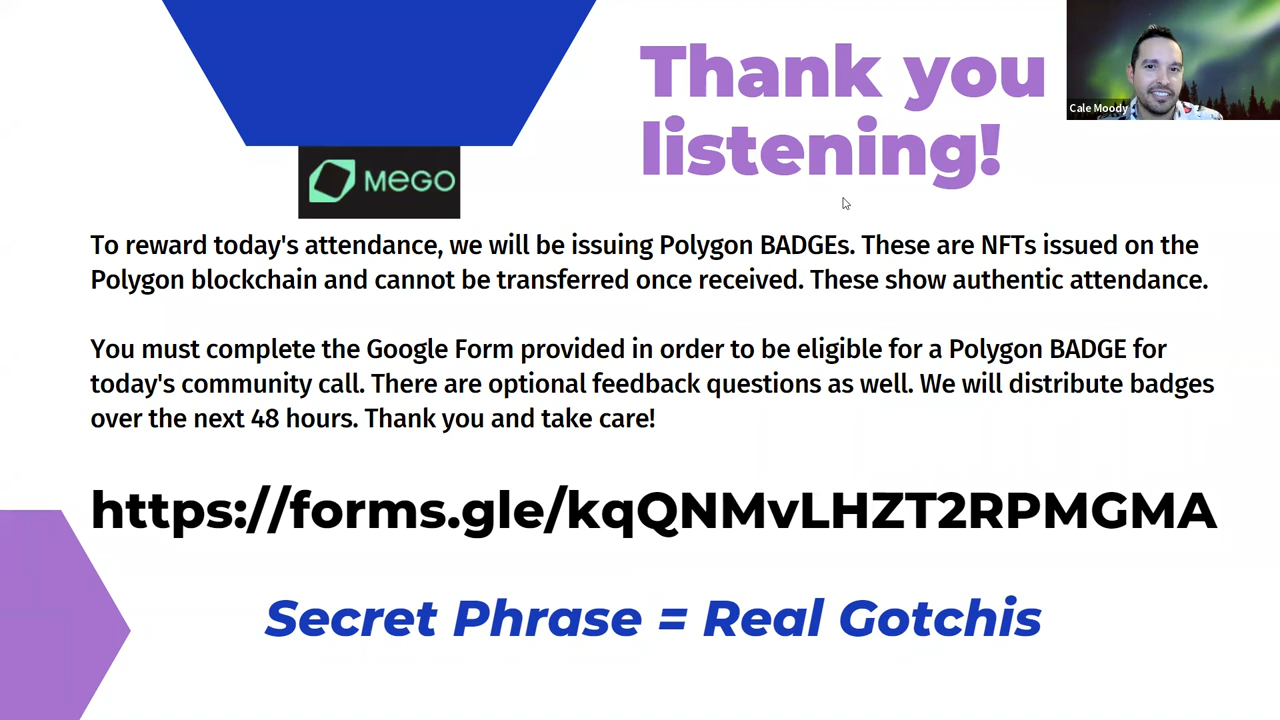 Thank you
listening!
Cale Moody
MEGO
To reward today's attendance, we will be issuing Polygon BADGEs. These are NFTs issued on the
Polygon blockchain and cannot be transferred once received. These show authentic attendance.
You must complete the Google Form provided in order to be eligible for a Polygon BADGE for
today's community call. There are optional feedback questions as well. We will distribute badges
over the next 48 hours. Thank you and take care!
https://forms.gle/kqQNMvLHZT2RPMGMA
Secret Phrase = Real Gotchis